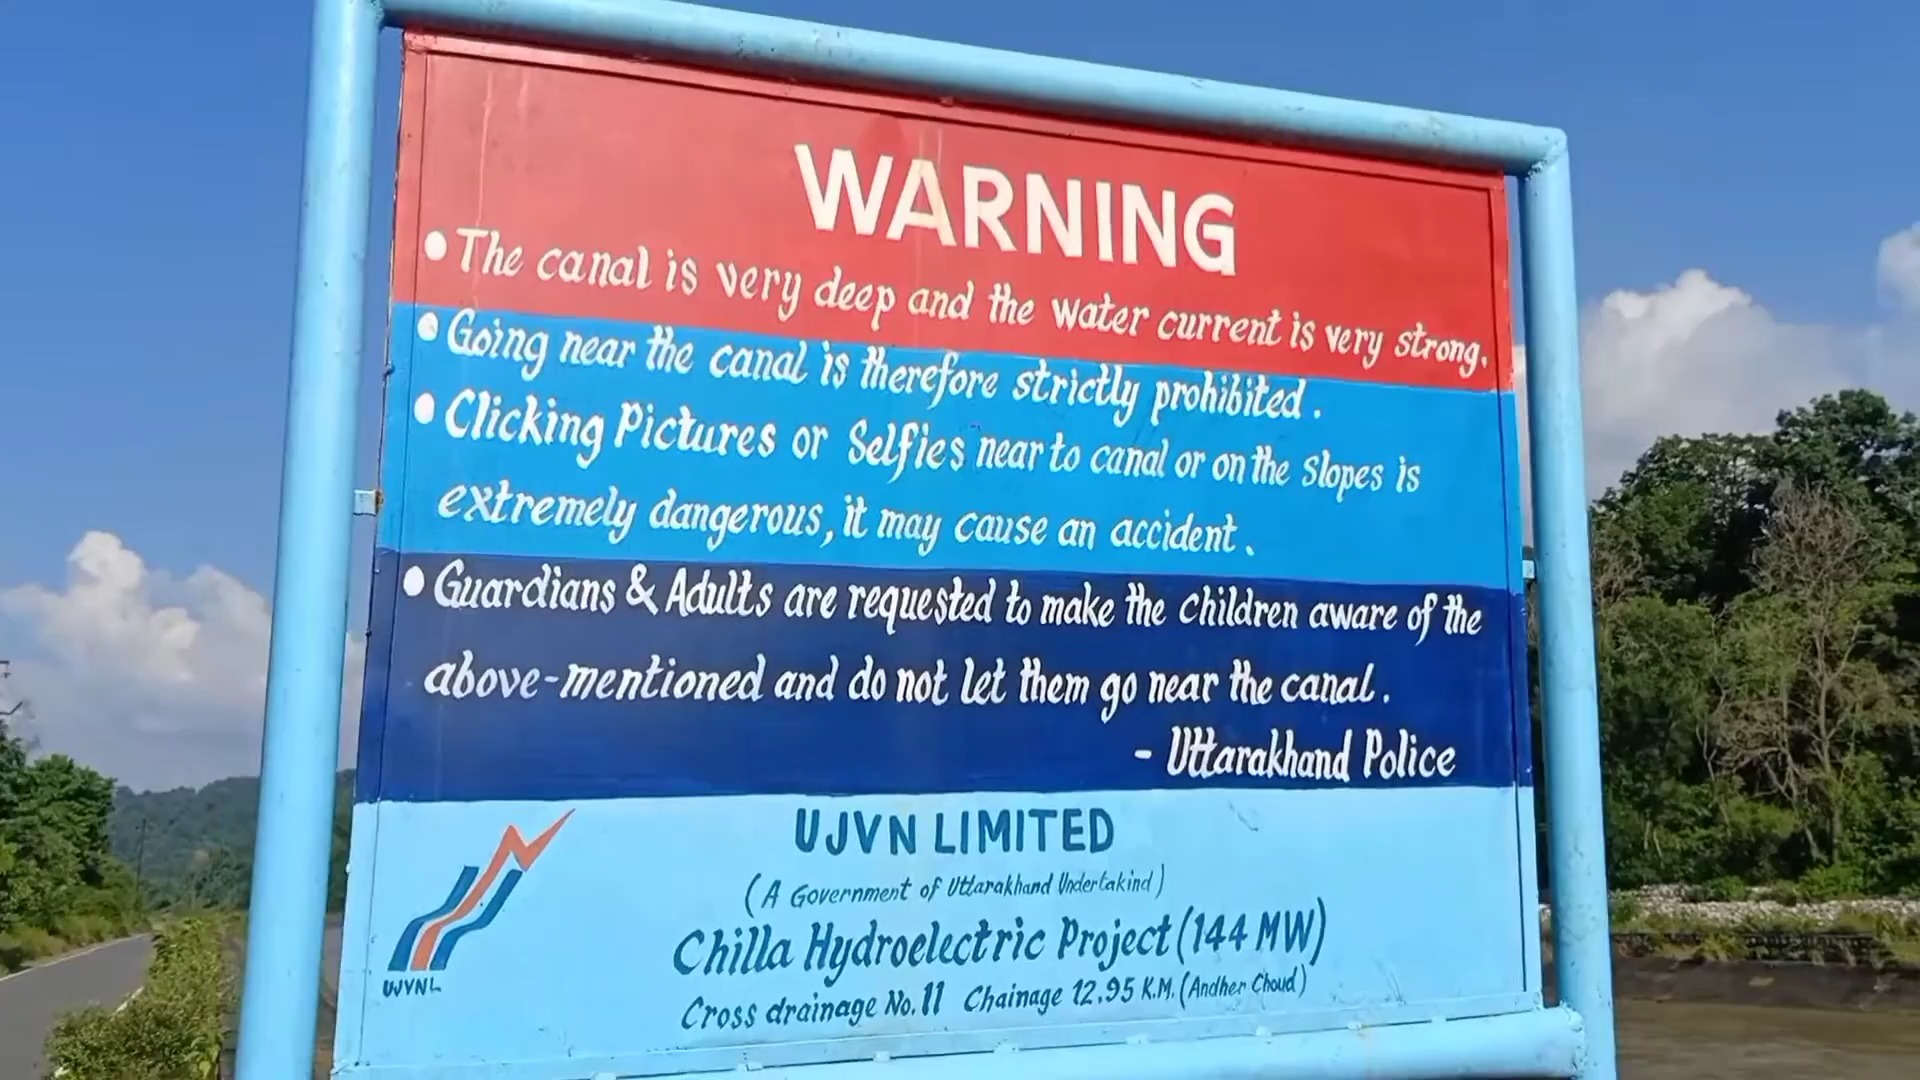 WARNING
• The canal is very deep and the water current is very strong.
• Going near the canal is therefore strictly prohibited.
• Clicking Pictures or Selfies near to canal or on the slopes is
extremely dangerous, it may cause an accident.
• Guardians & Adults are requested to make the children aware of the
above-mentioned and do not let them go near the canal.
- Uttarakhand Police
UJVN LIMITED
(A Government of Uttarakhand Undertakind)
Chilla Hydroelectric Project (144 MW)
Cross drainage No. 11 Chainage 12.95 K.M. (Andher Choud)
UJVNL